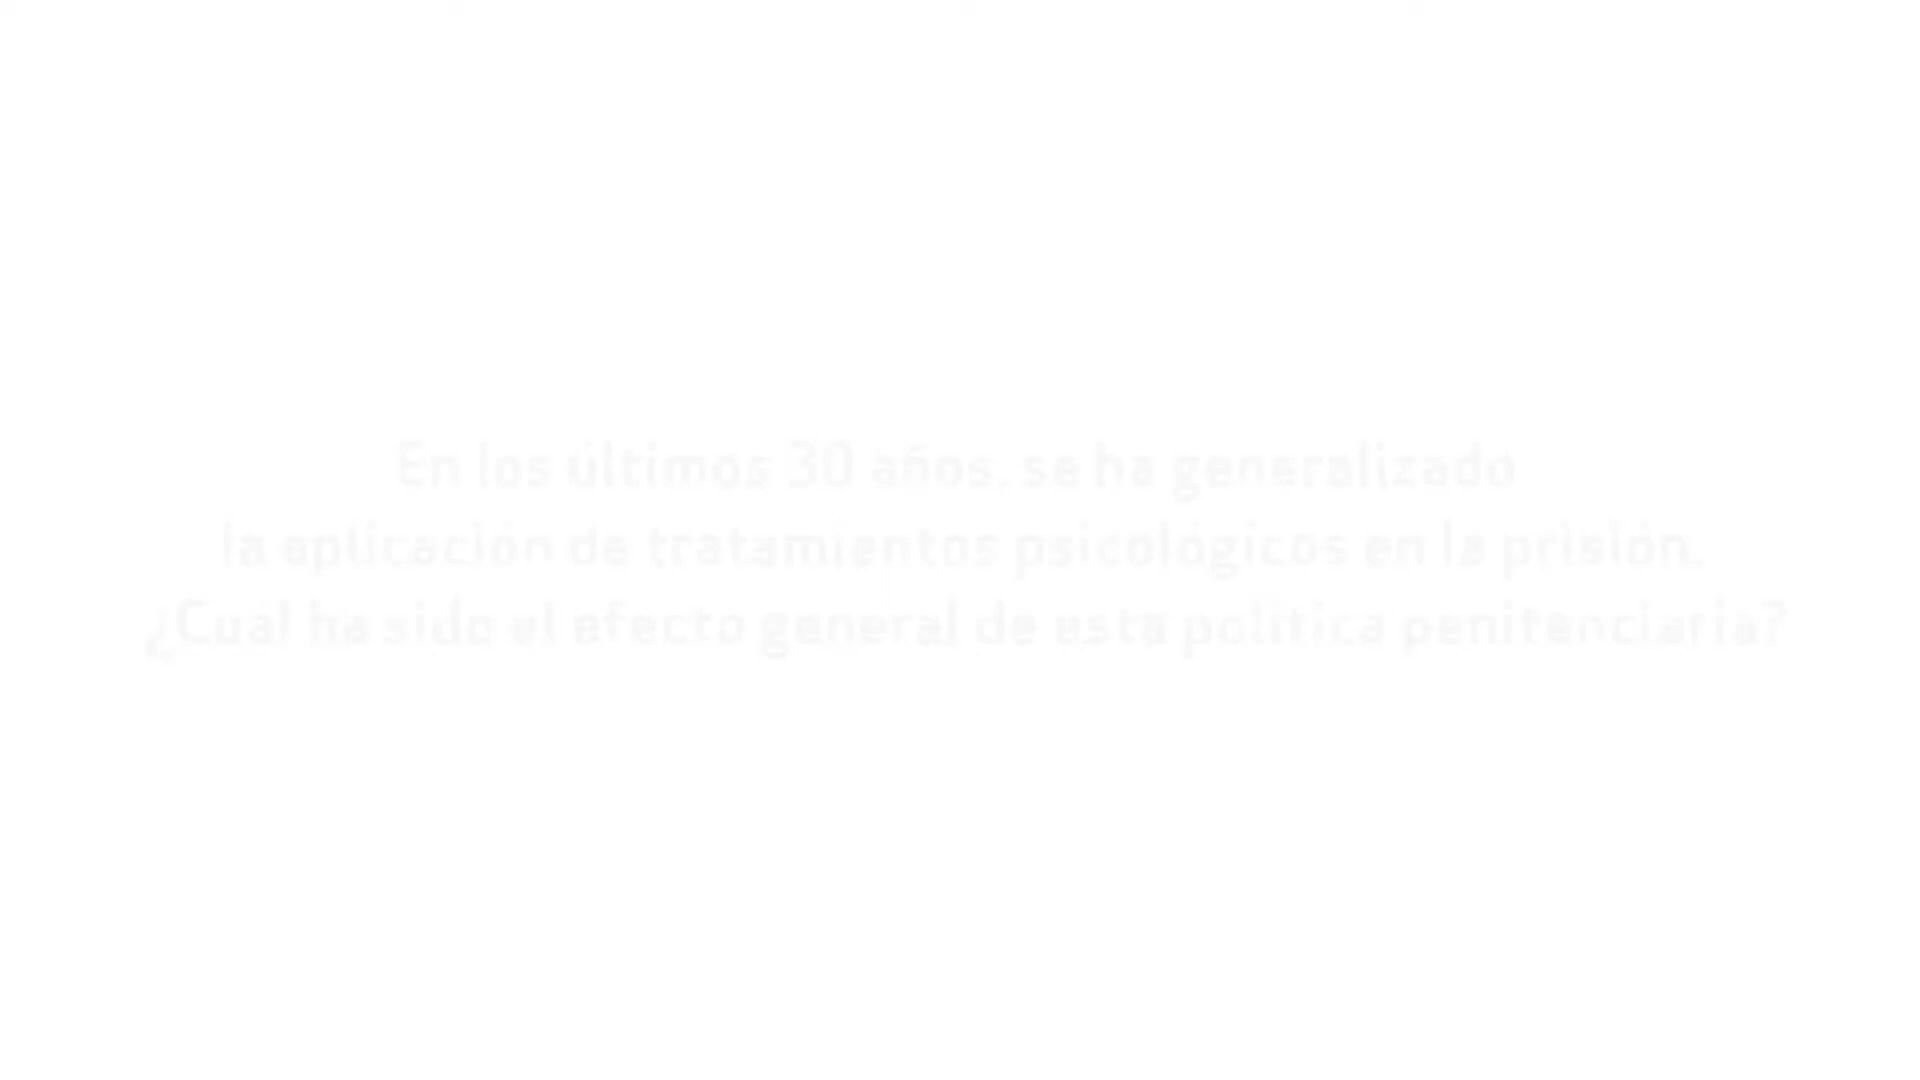 En los últimos 30 años, se ha generalizado
la aplicación de tratamientos psicológicos en la prisión.
¿Cuál ha sido el efecto general de esta política penitenciaria?